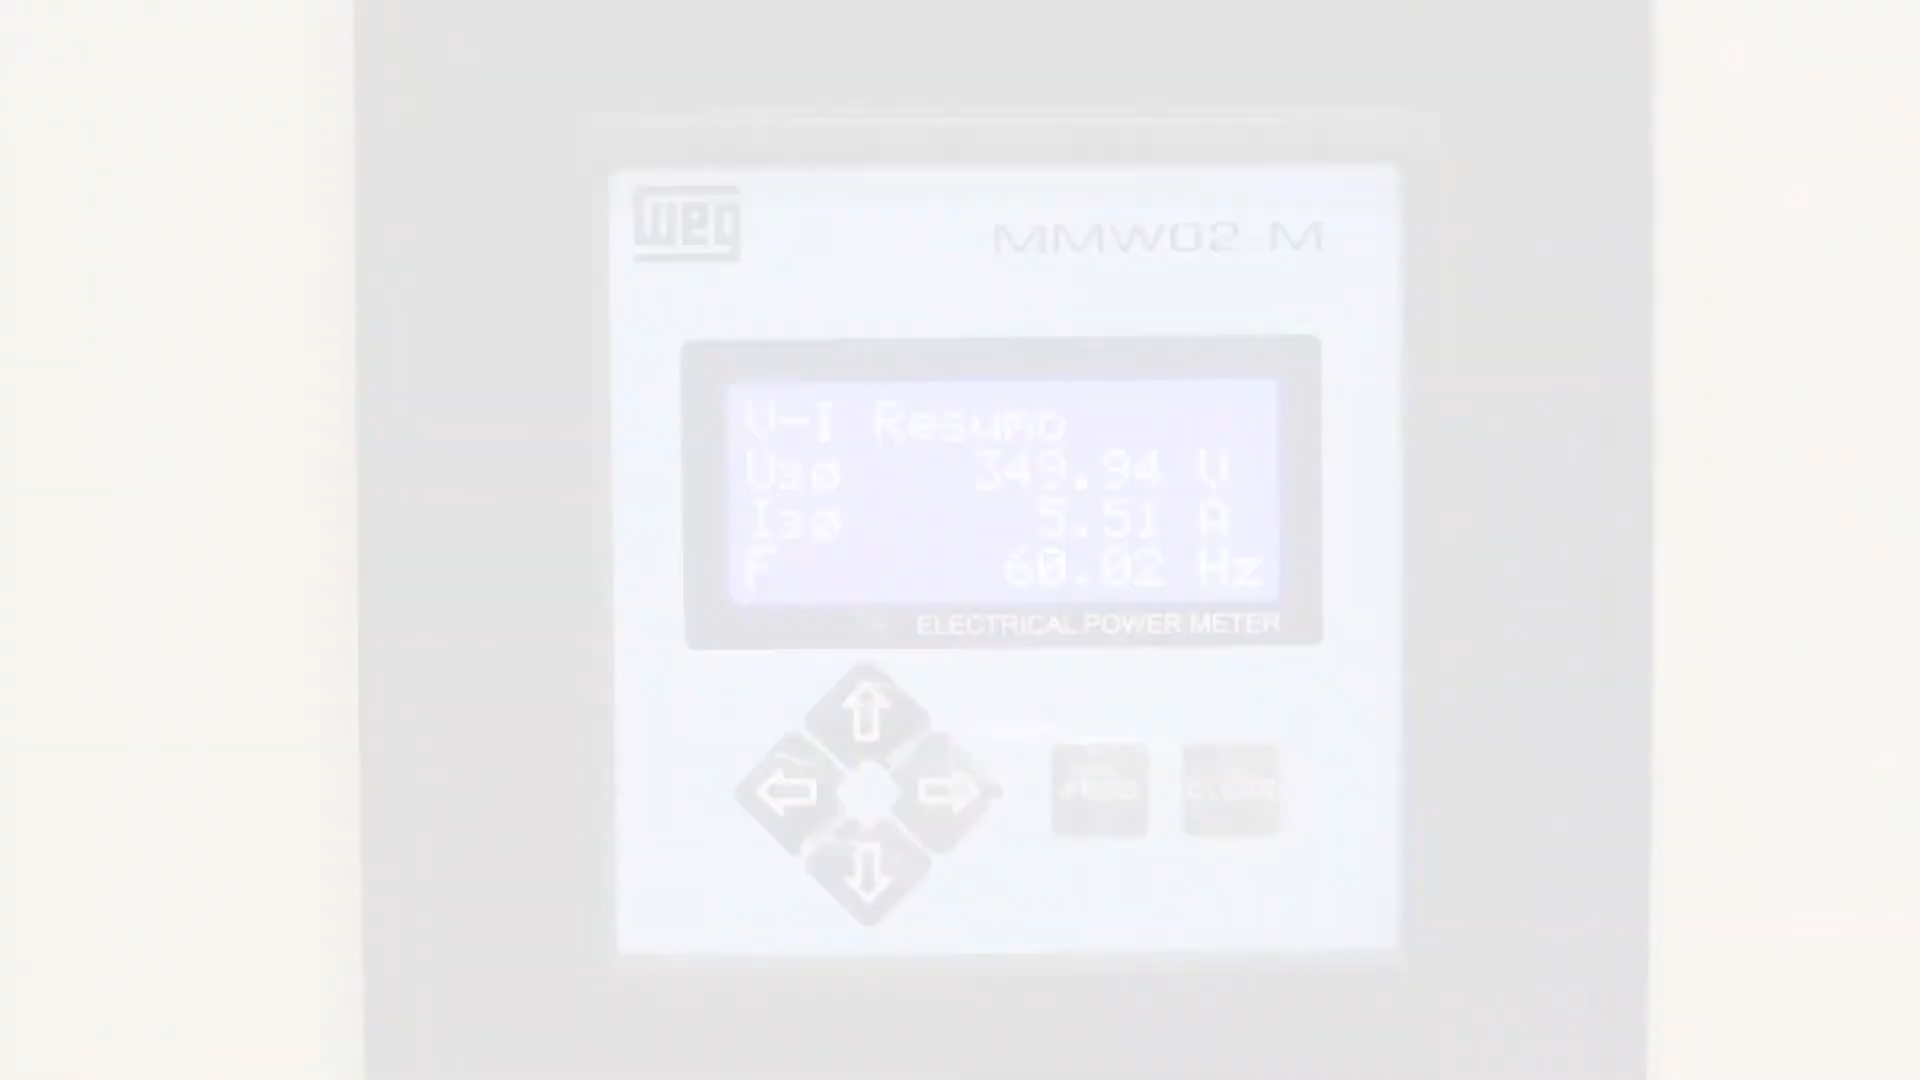 weg
MMW02-M
V-I Resumo
U3ø 349.94 V
I3ø 5.51 A
F 60.02 Hz
ELECTRICAL POWER METER